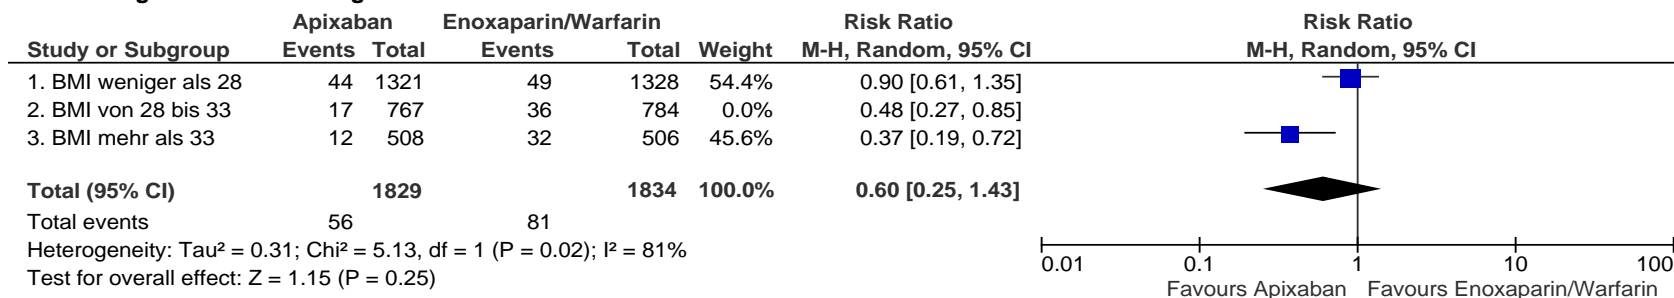 Apixaban Enoxaparin/Warfarin Risk Ratio Risk Ratio
Study or Subgroup Events Total Events Total Weight M-H, Random, 95% CI M-H, Random, 95% CI
1. BMI weniger als 28 44 1321 49 1328 54.4% 0.90 [0.61, 1.35]
2. BMI von 28 bis 33 17 767 36 784 0.0% 0.48 [0.27, 0.85]
3. BMI mehr als 33 12 508 32 506 45.6% 0.37 [0.19, 0.72]
Total (95% CI) 1829 1834 100.0% 0.60 [0.25, 1.43]
Total events 56 81
Heterogeneity: Tau² = 0.31; Chi² = 5.13, df = 1 (P = 0.02); I² = 81%
Test for overall effect: Z = 1.15 (P = 0.25)
0.01 0.1 1 10 100
Favours Apixaban Favours Enoxaparin/Warfarin